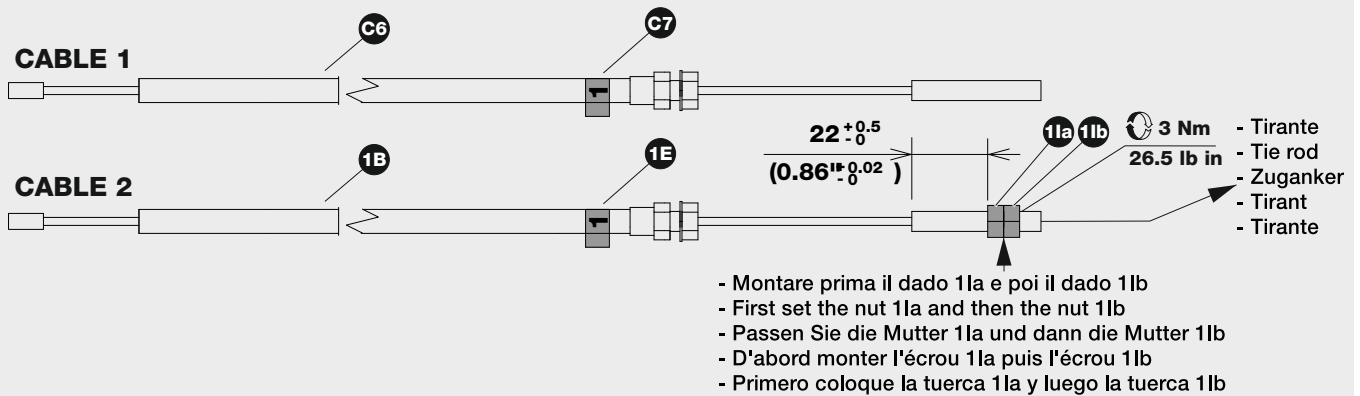 C6
C7
CABLE 1
1
22 +0.5 -0
(0.86" +0.02 -0 )
1Ia
1Ib
3 Nm
26.5 lb in
- Tirante
- Tie rod
- Zuganker
- Tirant
- Tirante
1B
1E
CABLE 2
1
- Montare prima il dado 1Ia e poi il dado 1Ib
- First set the nut 1Ia and then the nut 1Ib
- Passen Sie die Mutter 1Ia und dann die Mutter 1Ib
- D'abord monter l'écrou 1Ia puis l'écrou 1Ib
- Primero coloque la tuerca 1Ia y luego la tuerca 1Ib